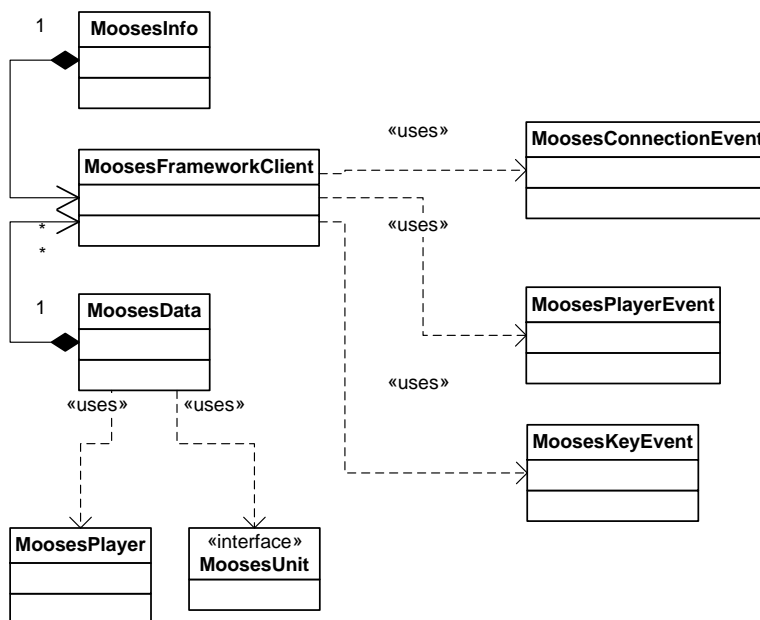 1
MoosesInfo
«uses»
MoosesConnectionEvent
MoosesFrameworkClient
«uses»
*
*
1
MoosesData
MoosesPlayerEvent
«uses»
«uses»
«uses»
MoosesKeyEvent
MoosesPlayer
«interface»
MoosesUnit